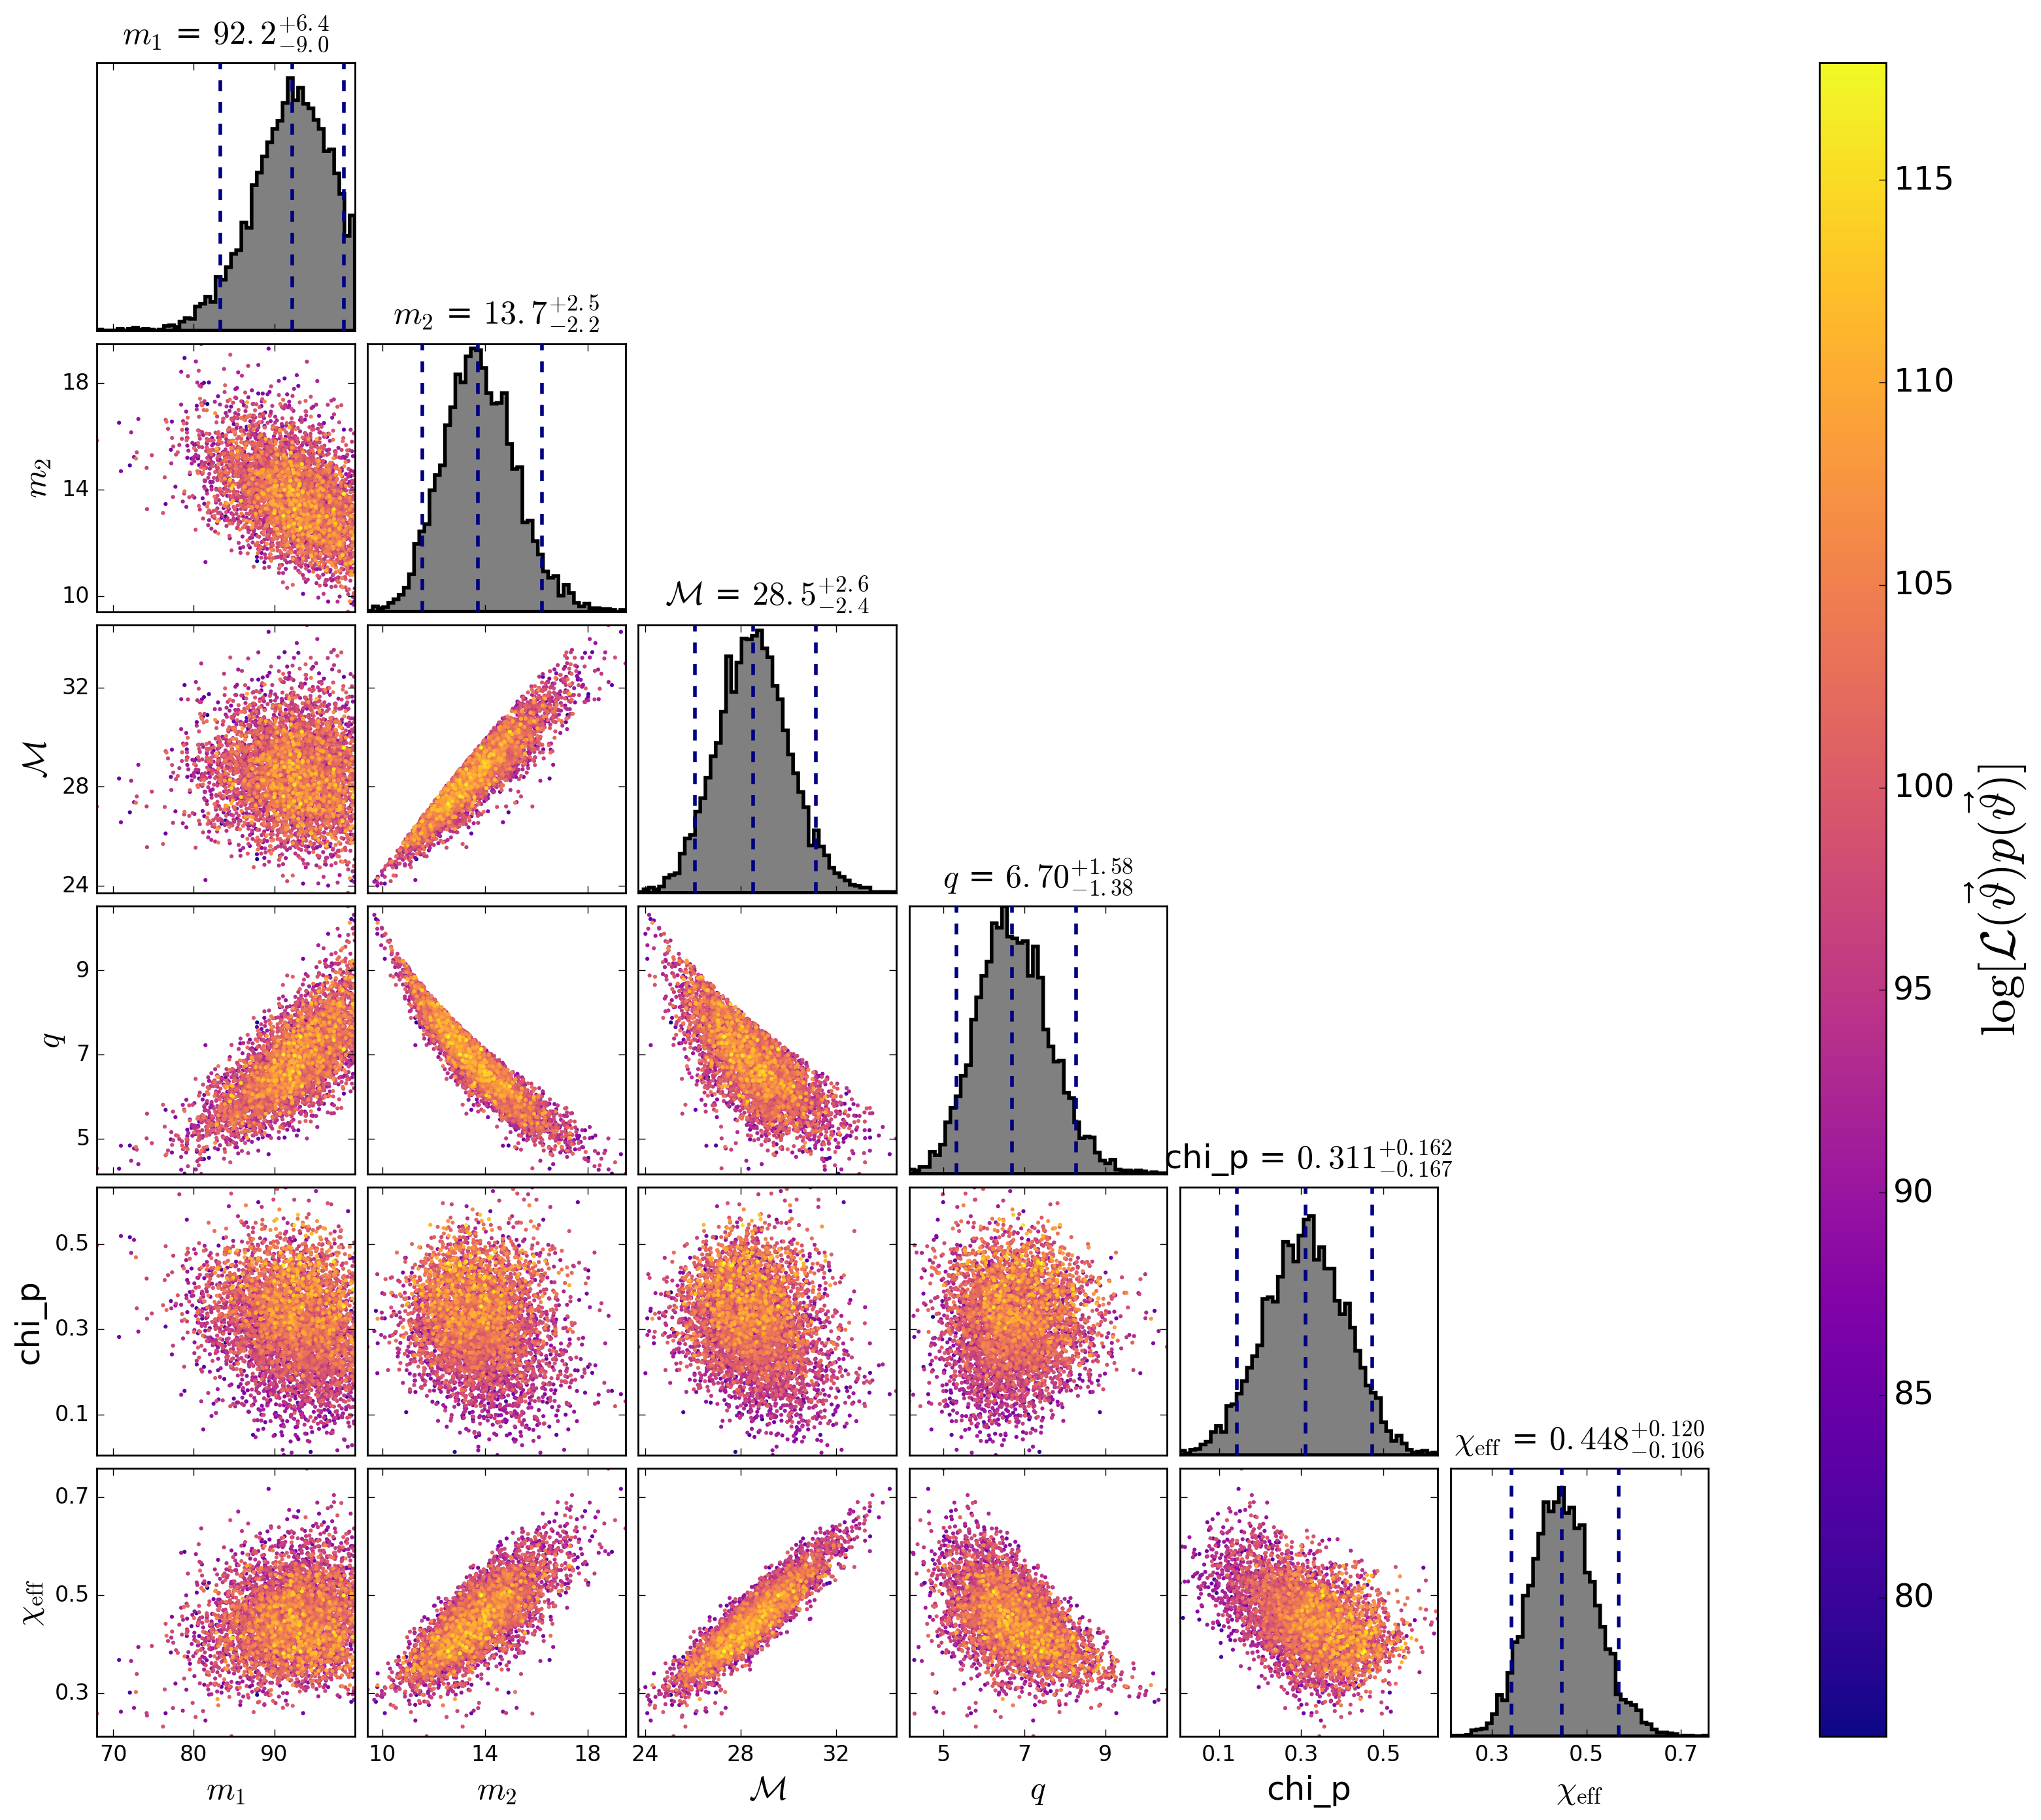 m₁ = 92.2⁺⁶·⁴₋₉.₀
m₂ = 13.7⁺²·⁵₋₂.₂
ℳ = 28.5⁺²·⁶₋₂.₄
q = 6.70⁺¹·⁵⁸₋₁.₃₈
chi_p = 0.311⁺⁰·¹⁶²₋₀.₁₆₇
χeff = 0.448⁺⁰·¹²⁰₋₀.₁₀₆
m₂
18
14
10
ℳ
32
28
24
q
9
7
5
chi_p
0.5
0.3
0.1
χeff
0.7
0.5
0.3
70 80 90
10 14 18
24 28 32
5 7 9
0.1 0.3 0.5
0.3 0.5 0.7
m₁
m₂
ℳ
q
chi_p
χeff
115
110
105
100
95
90
85
80
log[ℒ(ϑ⃗)p(ϑ⃗)]